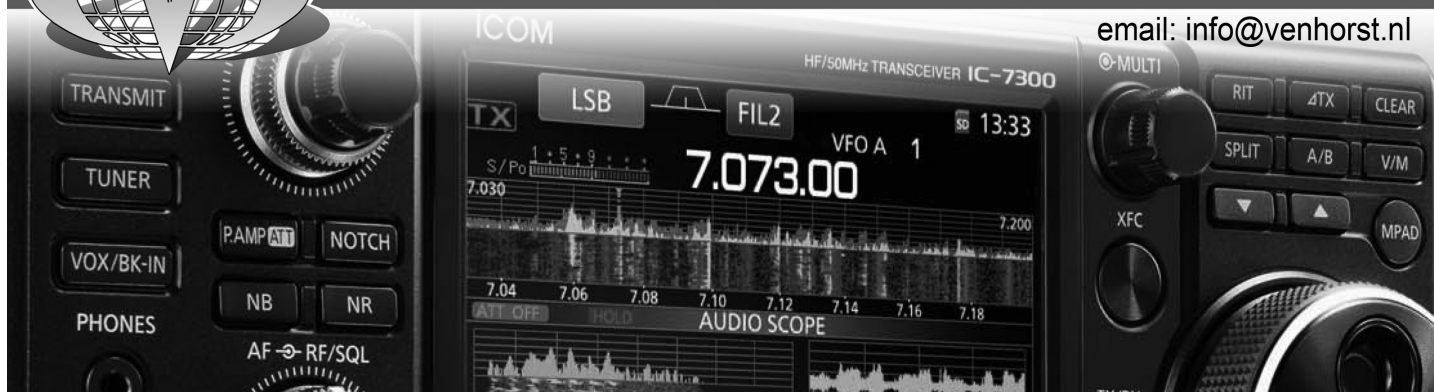 email: info@venhorst.nl
ICOM
HF/50MHz TRANSCEIVER IC-7300
TRANSMIT
TUNER
VOX/BK-IN
PHONES
P.AMP ATT
NOTCH
NB
NR
AF RF/SQL
TX
LSB
FIL2
SD 13:33
VFO A 1
S/Po 1 · 5 · 9 · · ·
7.073.00
7.030
7.200
7.04 7.06 7.08 7.10 7.12 7.14 7.16 7.18
ATT OFF
HOLD
AUDIO SCOPE
MULTI
XFC
RIT
⊿TX
CLEAR
SPLIT
A/B
V/M
▼
▲
MPAD